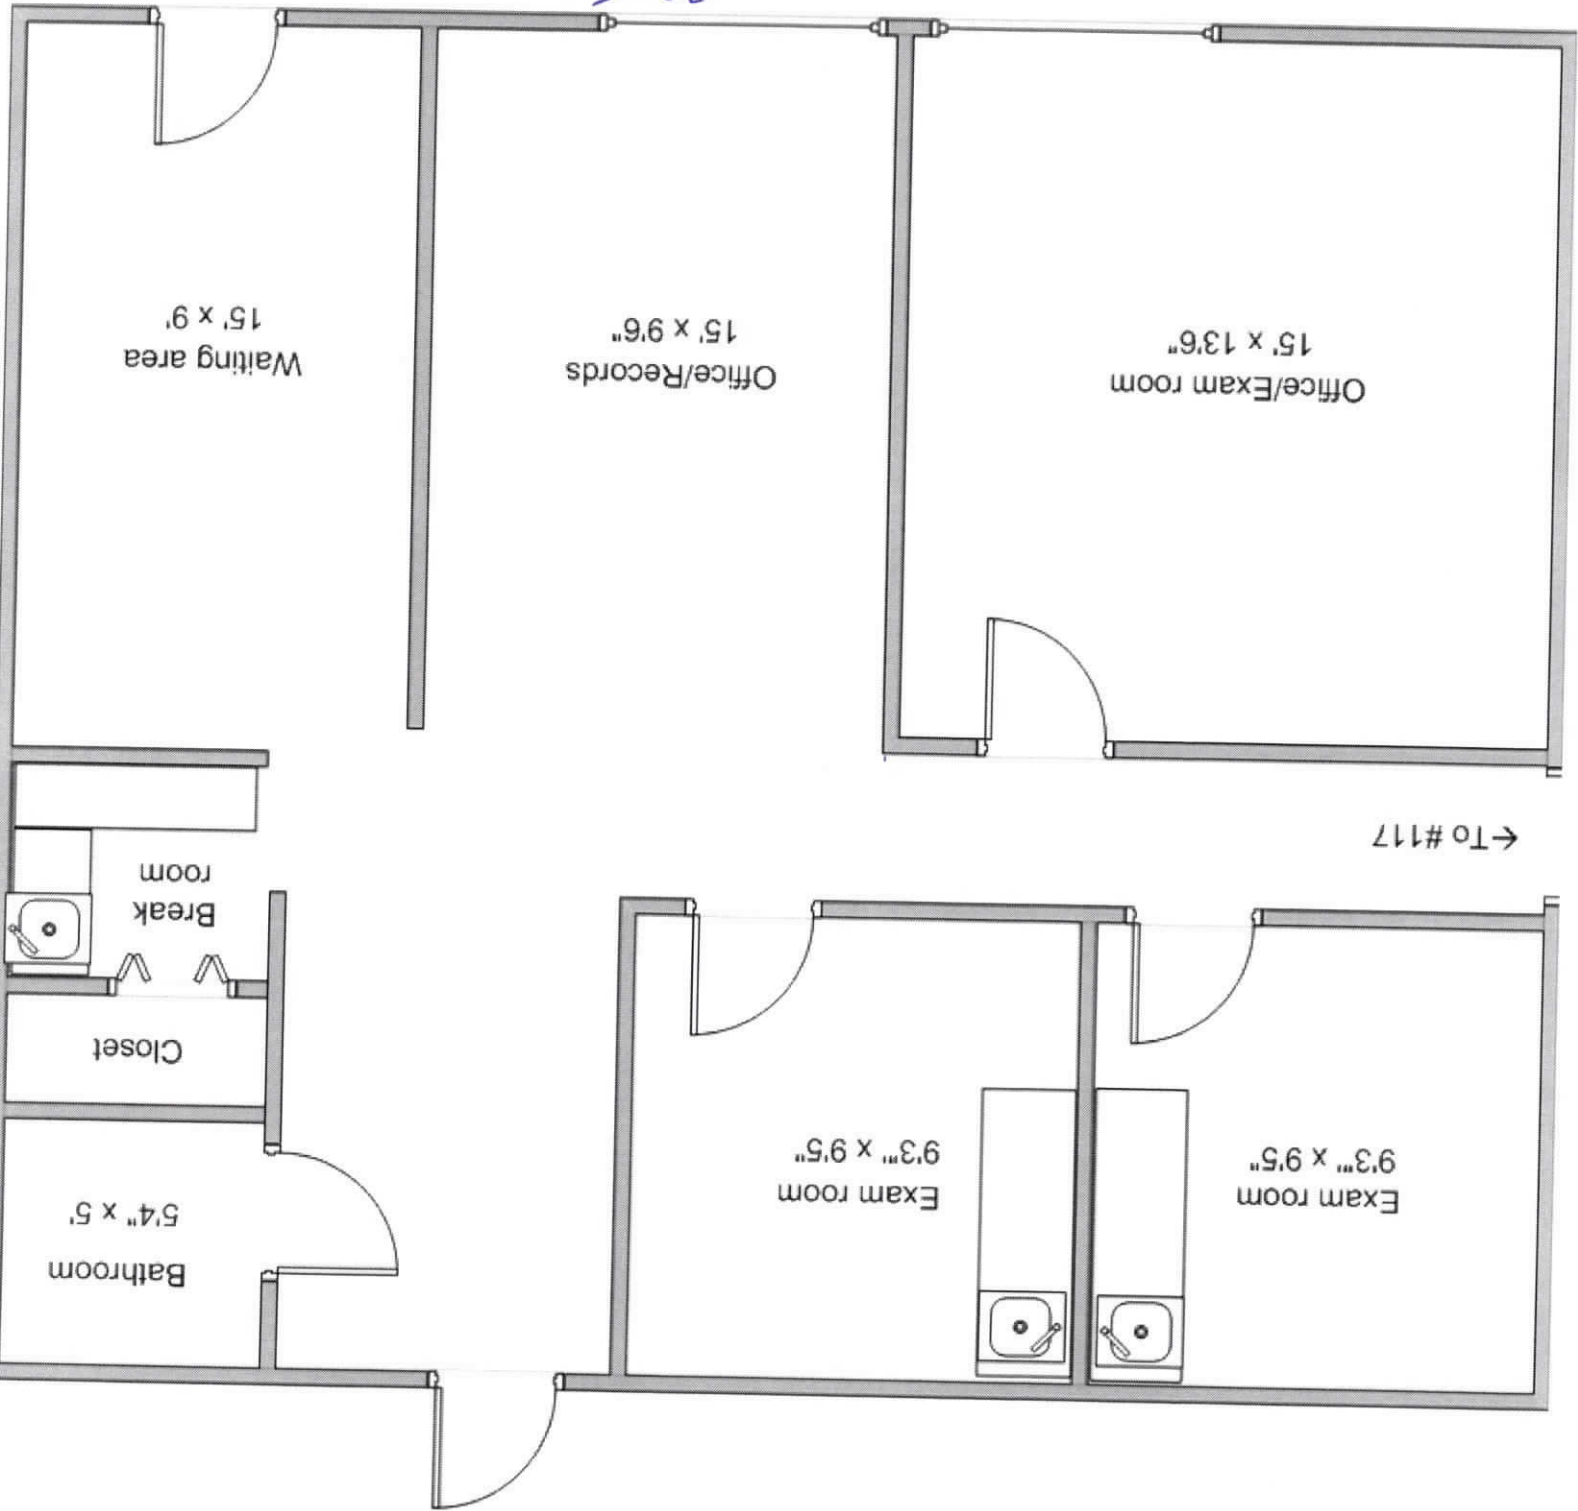 Exam room
9'3'" x 9'5"
Exam room
9'3'" x 9'5"
Bathroom
5'4" x 5'
Closet
Break
room
←To #117
Office/Exam room
15' x 13'6"
Office/Records
15' x 9'6"
Waiting area
15' x 9'